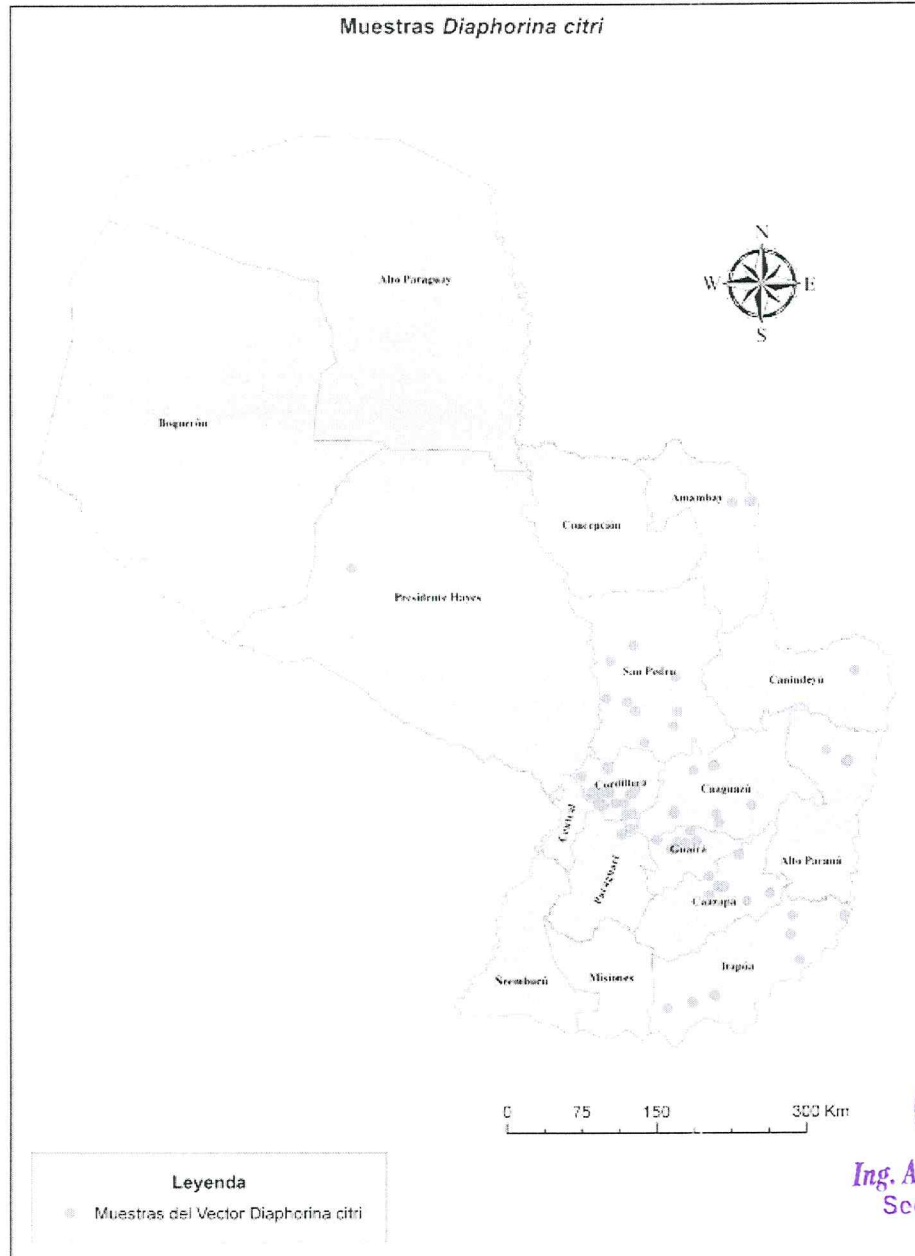 Muestras Diaphorina citri
N
Alto Paraguay
W E
S
Boquerón
Amambay
Concepción
Presidente Hayes
San Pedro
Canindeyú
Cordillera
Caaguazú
Central
Guairá
Alto Paraná
Paraguarí
Caazapá
Itapúa
Ñeembucú
Misiones
0 75 150 300 Km
Ing. A
Leyenda
Muestras del Vector Diaphorina citri